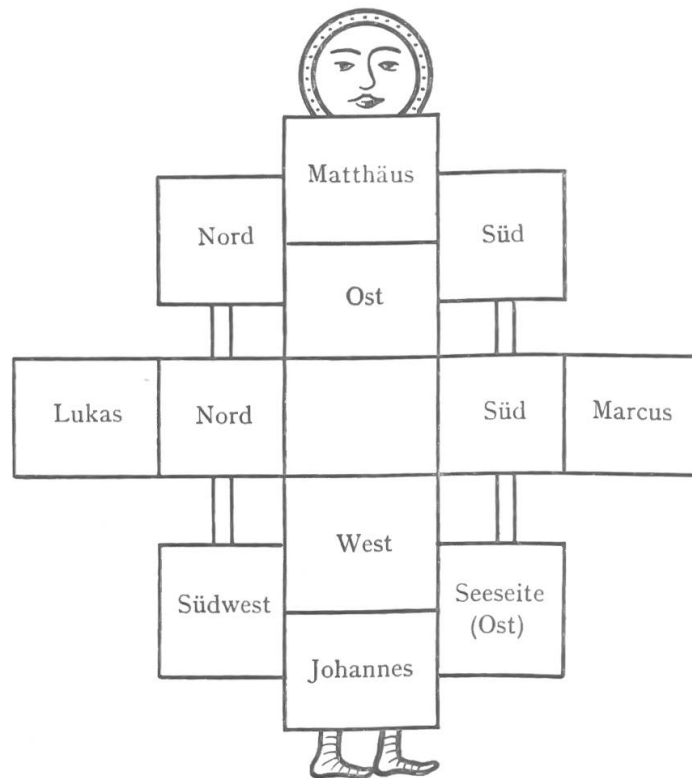 Matthäus
Nord
Süd
Ost
Lukas
Nord
Süd
Marcus
West
Südwest
Seeseite
(Ost)
Johannes